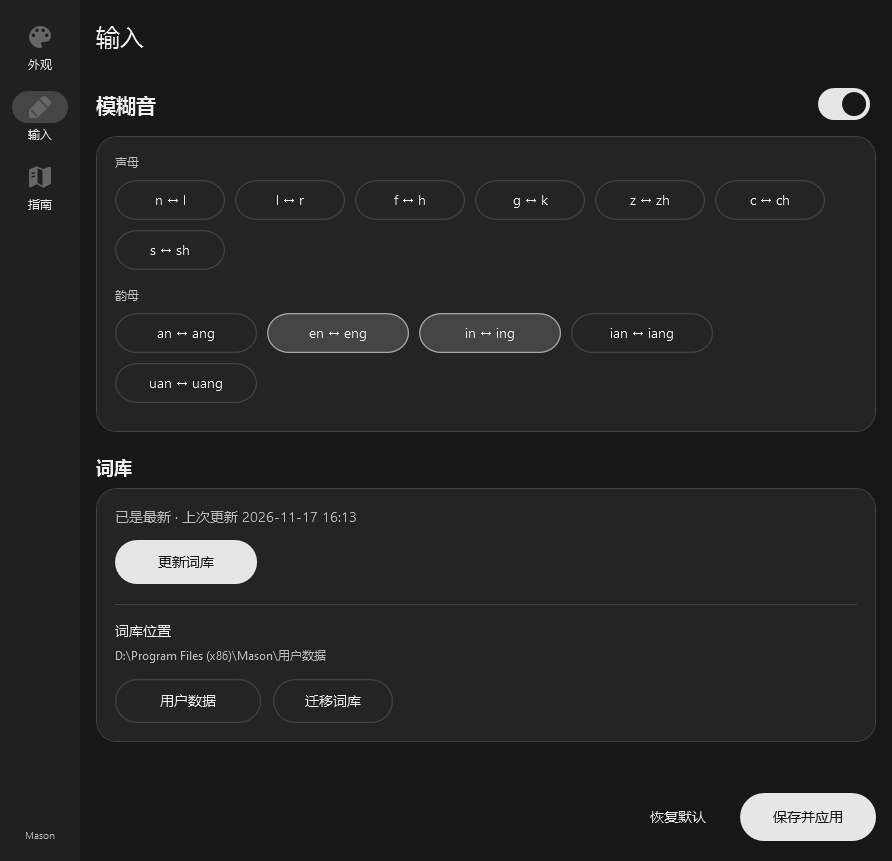 输入
外观
输入
指南
模糊音
声母
n ↔ l
l ↔ r
f ↔ h
g ↔ k
z ↔ zh
c ↔ ch
s ↔ sh
韵母
an ↔ ang
en ↔ eng
in ↔ ing
ian ↔ iang
uan ↔ uang
词库
已是最新 · 上次更新 2026-11-17 16:13
更新词库
词库位置
D:\Program Files (x86)\Mason\用户数据
用户数据
迁移词库
恢复默认
保存并应用
Mason